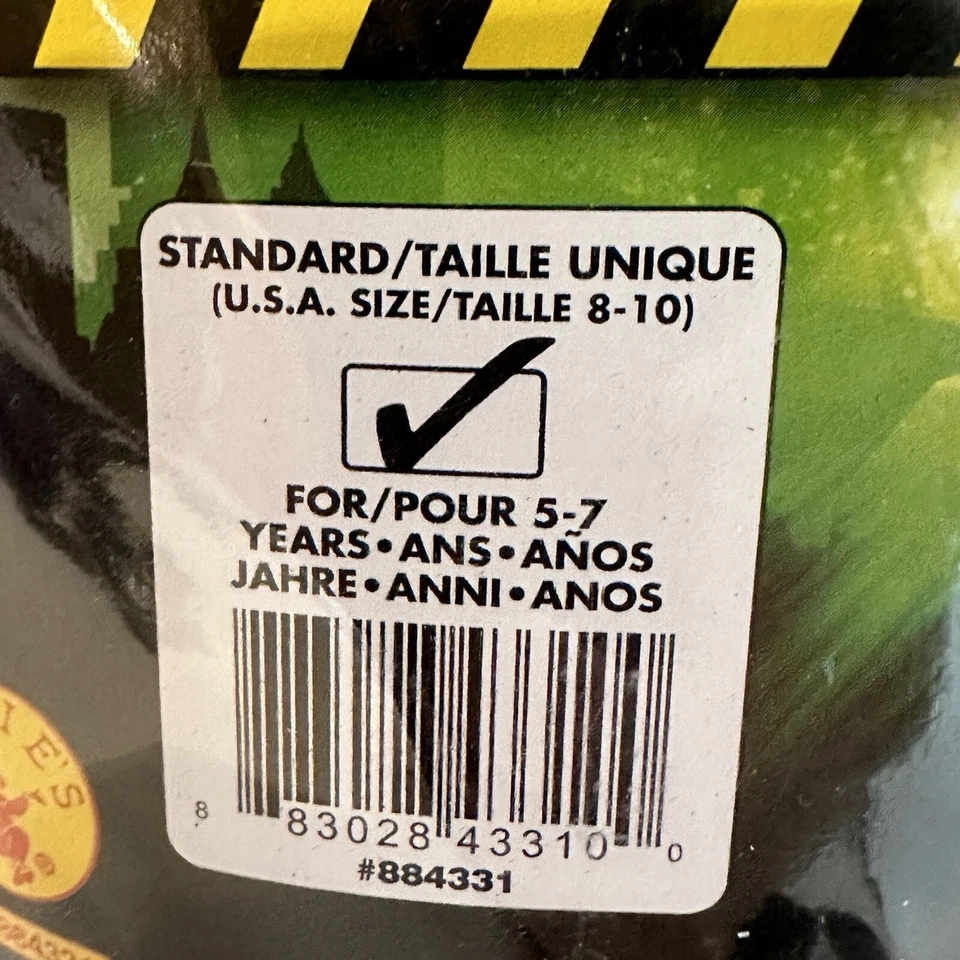 STANDARD/TAILLE UNIQUE
(U.S.A. SIZE/TAILLE 8-10)
FOR/POUR 5-7
YEARS•ANS•AÑOS
JAHRE•ANNI•ANOS
8 83028 43310 0
#884331
IE'S
®